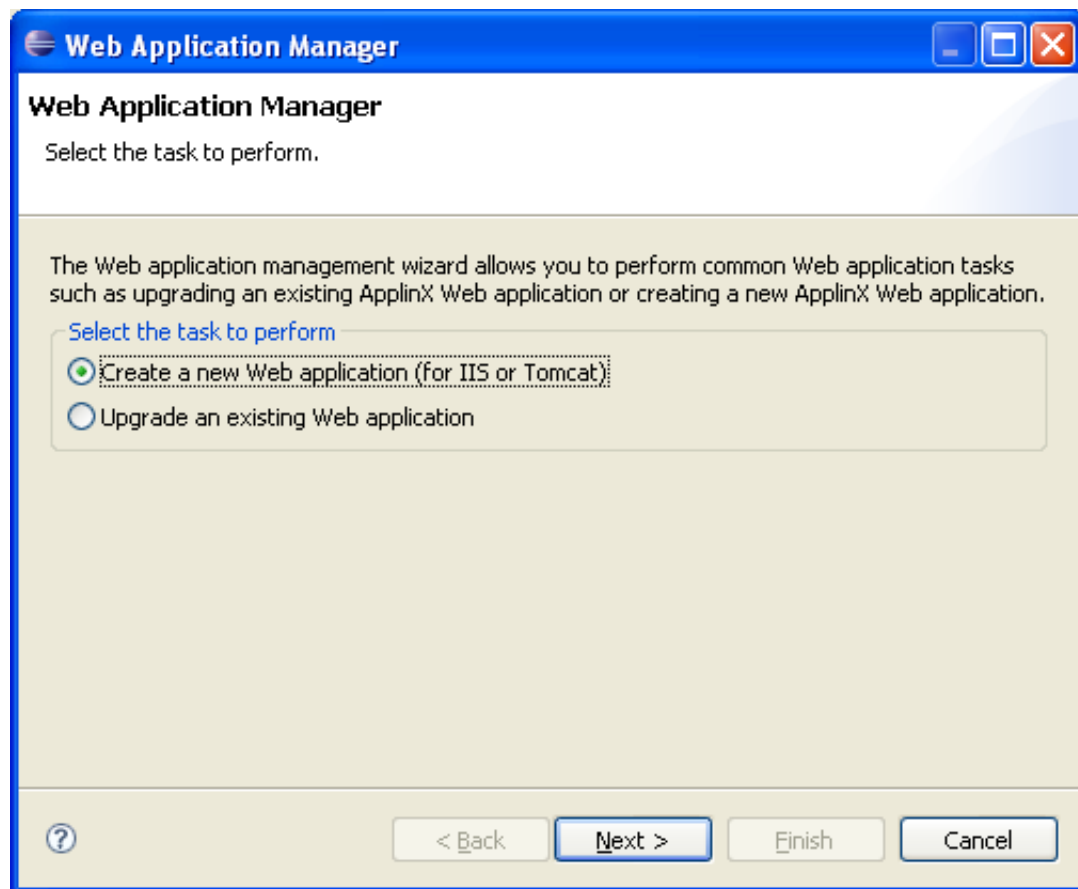 Web Application Manager
Web Application Manager
Select the task to perform.
The Web application management wizard allows you to perform common Web application tasks
such as upgrading an existing ApplinX Web application or creating a new ApplinX Web application.
Select the task to perform
Create a new Web application (for IIS or Tomcat)
Upgrade an existing Web application
? < Back Next > Finish Cancel